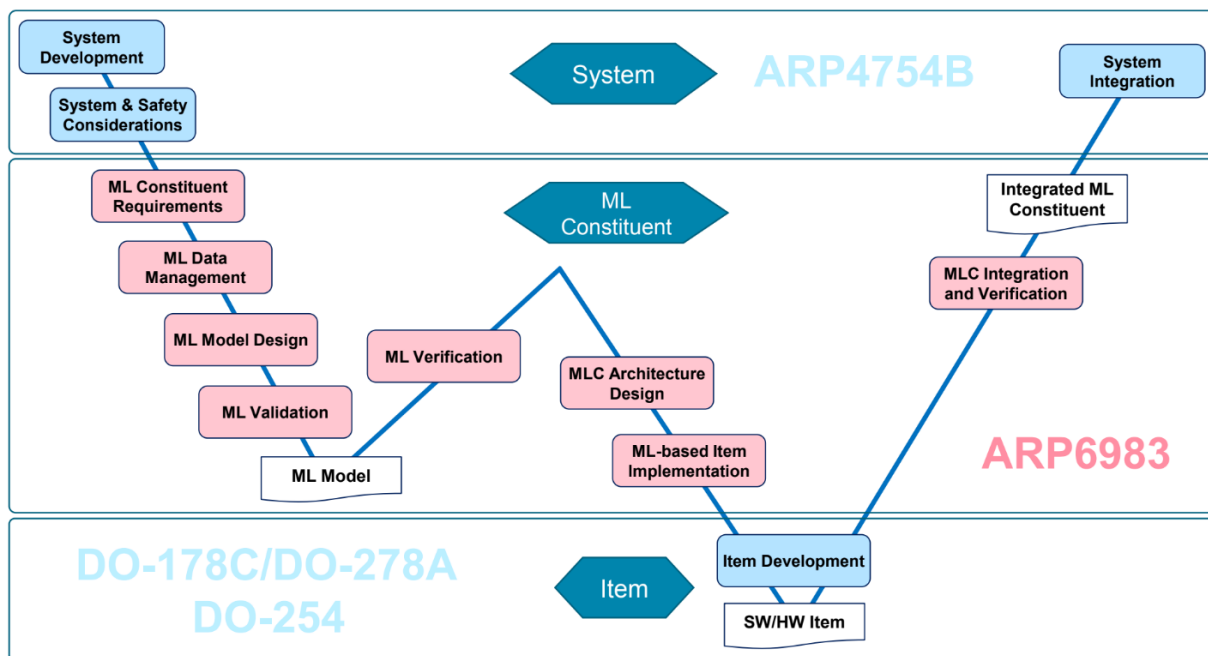 System
Development
System & Safety
Considerations
System
ARP4754B
System
Integration
ML Constituent
Requirements
ML
Constituent
Integrated ML
Constituent
ML Data
Management
MLC Integration
and Verification
ML Model Design
ML Verification
MLC Architecture
Design
ML Validation
ML-based Item
Implementation
ARP6983
ML Model
DO-178C/DO-278A
DO-254
Item
Item Development
SW/HW Item